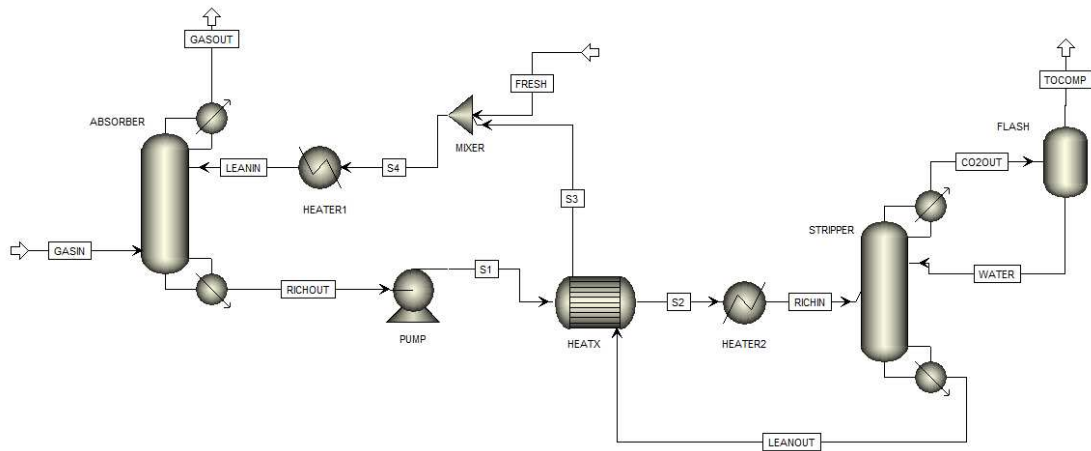 GASOUT
TOCOMP
FRESH
ABSORBER
FLASH
MIXER
LEANIN
S4
CO2OUT
HEATER1
S3
STRIPPER
GASIN
WATER
S1
RICHOUT
S2
RICHIN
PUMP
HEATX
HEATER2
LEANOUT